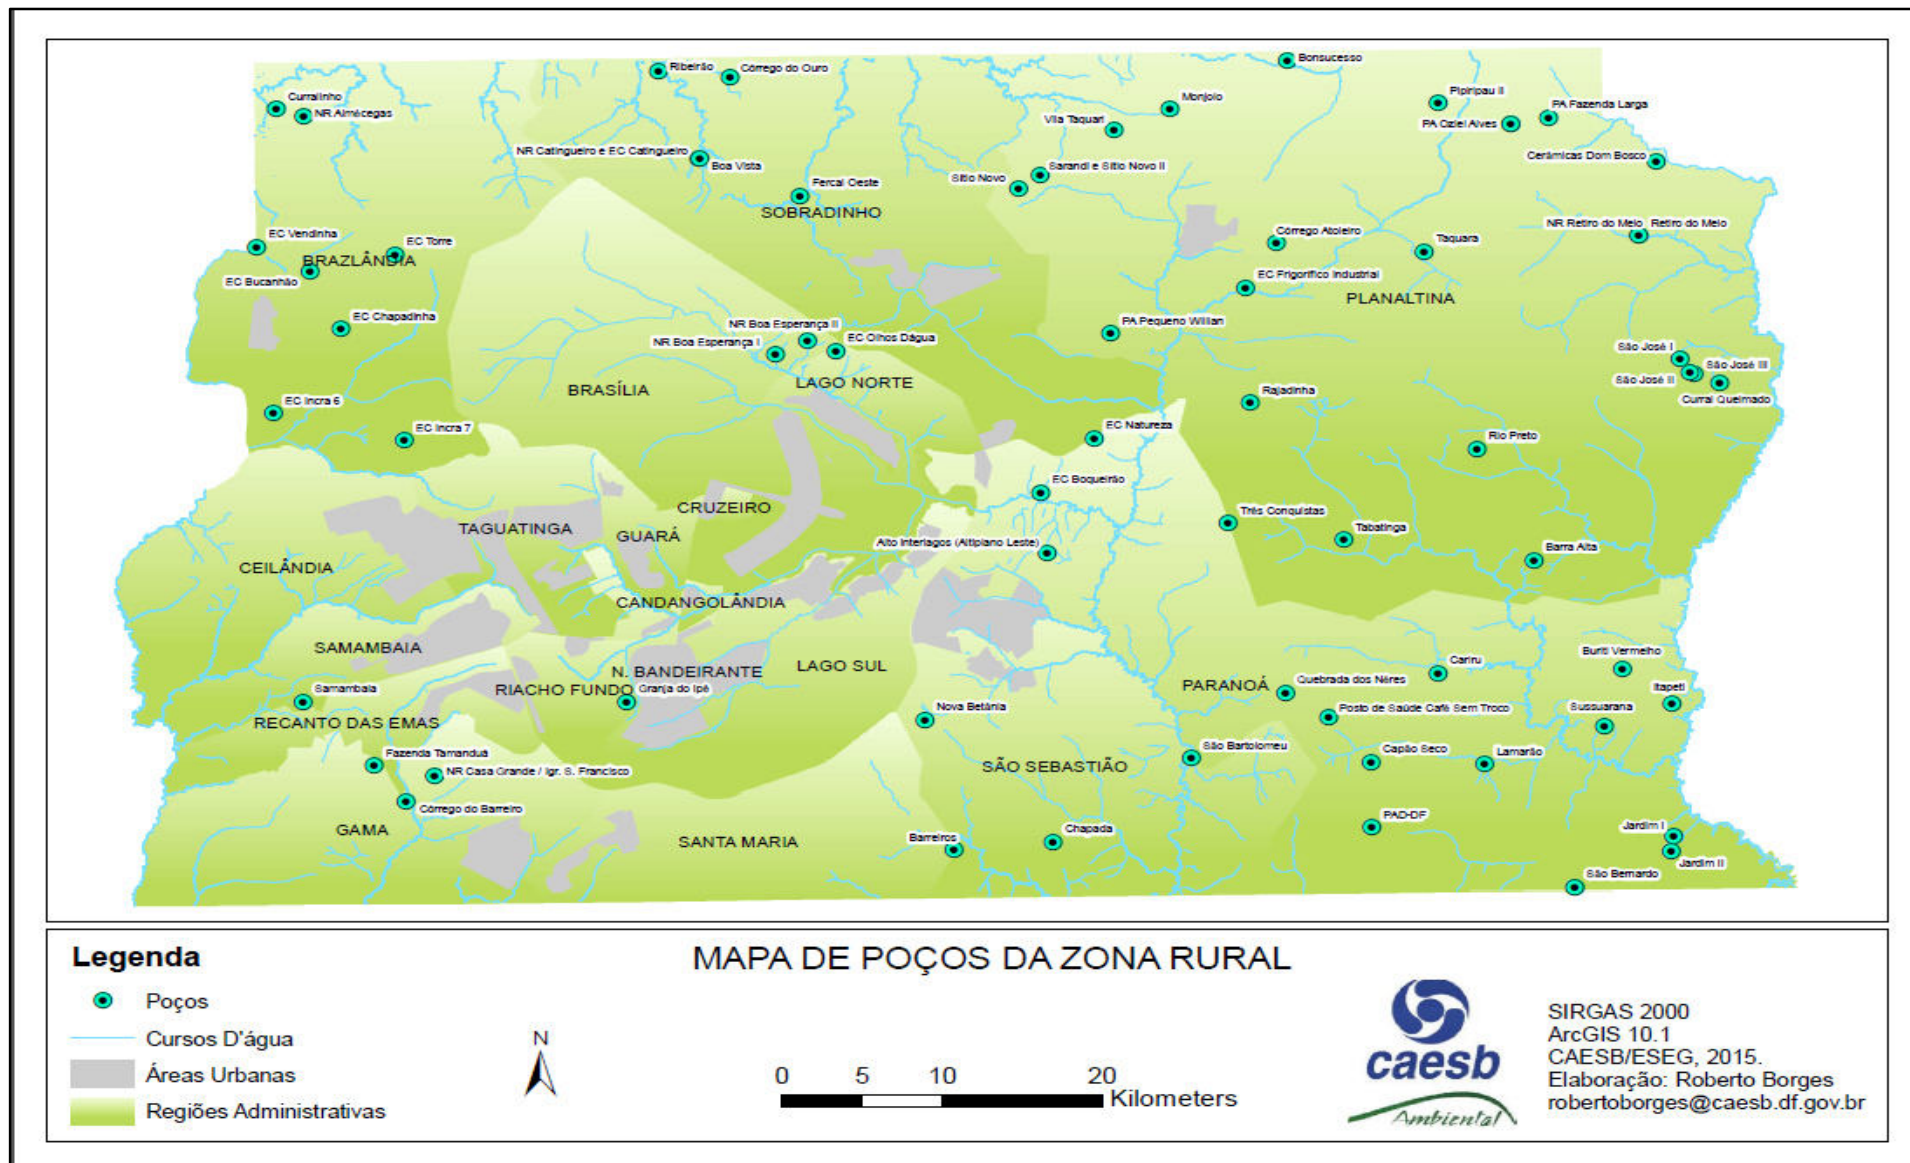 Ribeirão
Córrego do Ouro
Bonsucesso
Curralinho
NR Almécegas
Monjolo
Pipiripau II
PA Fazenda Larga
Vila Taquari
PA Oziel Alves
NR Catingueiro e EC Catingueiro
Boa Vista
Sarandi e Sítio Novo II
Cerâmicas Dom Bosco
Sítio Novo
Fercal Oeste
SOBRADINHO
NR Retiro do Meio
Retiro do Meio
EC Vendinha
EC Torre
Córrego Atoleiro
Taquara
BRAZLÂNDIA
EC Bucanhão
EC Frigorífico Industrial
PLANALTINA
EC Chapadinha
NR Boa Esperança II
PA Pequeno Willian
NR Boa Esperança I
EC Olhos Dágua
São José I
São José III
São José II
BRASÍLIA
LAGO NORTE
Rajadinha
Curral Queimado
EC Incra 6
EC Incra 7
EC Natureza
Rio Preto
EC Boqueirão
CRUZEIRO
TAGUATINGA
GUARÁ
Três Conquistas
Tabatinga
Alto Interlagos (Altiplano Leste)
Barra Alta
CEILÂNDIA
CANDANGOLÂNDIA
SAMAMBAIA
N. BANDEIRANTE
LAGO SUL
Buriti Vermelho
Cariru
Samambaia
RIACHO FUNDO
Granja do Ipê
PARANOÁ
Quebrada dos Néres
Itapeti
Nova Betânia
Posto de Saúde Café Sem Troco
Sussuarana
RECANTO DAS EMAS
Fazenda Tamanduá
São Bartolomeu
Capão Seco
Lamarão
NR Casa Grande / Igr. S. Francisco
SÃO SEBASTIÃO
Córrego do Barreiro
PAD-DF
GAMA
SANTA MARIA
Barreiros
Chapada
Jardim I
Jardim II
São Bernardo
Legenda
Poços
Cursos D'água
Áreas Urbanas
Regiões Administrativas
MAPA DE POÇOS DA ZONA RURAL
N
0 5 10 20
Kilometers
caesb
Ambiental
SIRGAS 2000
ArcGIS 10.1
CAESB/ESEG, 2015.
Elaboração: Roberto Borges
robertoborges@caesb.df.gov.br